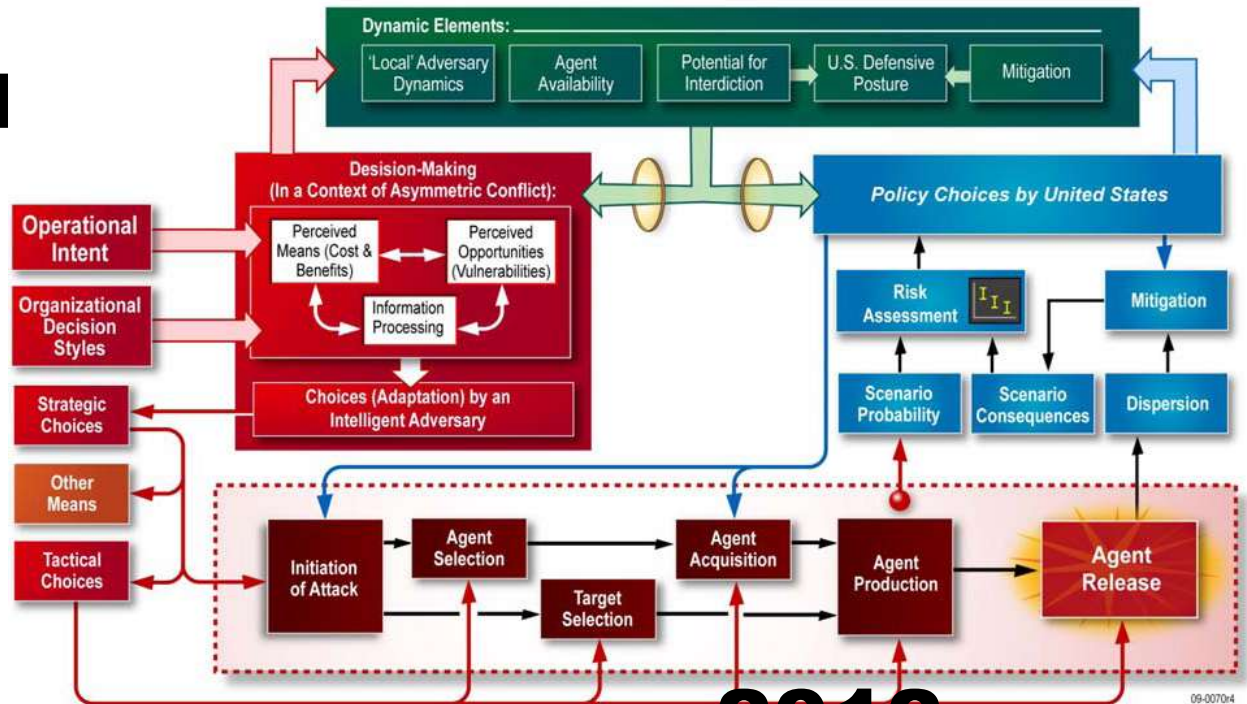 Dynamic Elements:
'Local' Adversary
Dynamics
Agent
Availability
Potential for
Interdiction
U.S. Defensive
Posture
Mitigation
Decision-Making
(In a Context of Asymmetric Conflict):
Perceived
Means (Cost &
Benefits)
Perceived
Opportunities
(Vulnerabilities)
Information
Processing
Choices (Adaptation) by an
Intelligent Adversary
Operational
Intent
Organizational
Decision
Styles
Strategic
Choices
Other
Means
Tactical
Choices
Policy Choices by United States
Risk
Assessment
Mitigation
Scenario
Probability
Scenario
Consequences
Dispersion
Initiation
of Attack
Agent
Selection
Target
Selection
Agent
Acquisition
Agent
Production
Agent
Release
09-0070r4